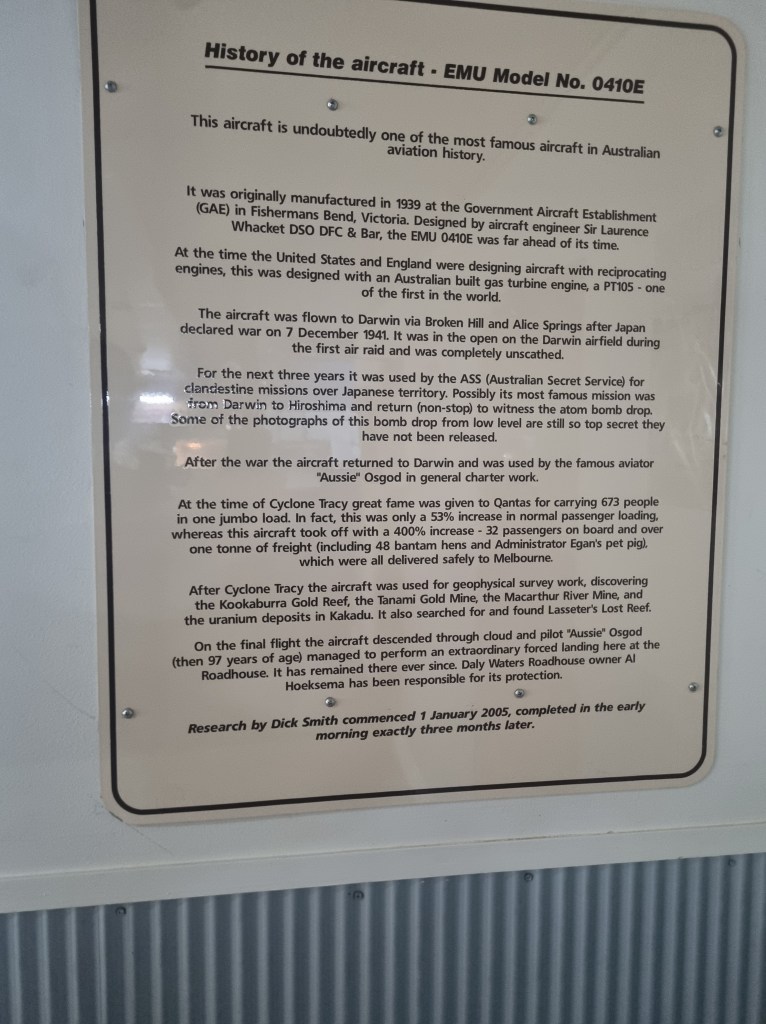 History of the aircraft - EMU Model No. 0410E
This aircraft is undoubtedly one of the most famous aircraft in Australian
aviation history.
It was originally manufactured in 1939 at the Government Aircraft Establishment
(GAE) in Fishermans Bend, Victoria. Designed by aircraft engineer Sir Laurence
Whacket DSO DFC & Bar, the EMU 0410E was far ahead of its time.
At the time the United States and England were designing aircraft with reciprocating
engines, this was designed with an Australian built gas turbine engine, a PT105 - one
of the first in the world.
The aircraft was flown to Darwin via Broken Hill and Alice Springs after Japan
declared war on 7 December 1941. It was in the open on the Darwin airfield during
the first air raid and was completely unscathed.
For the next three years it was used by the ASS (Australian Secret Service) for
clandestine missions over Japanese territory. Possibly its most famous mission was
from Darwin to Hiroshima and return (non-stop) to witness the atom bomb drop.
Some of the photographs of this bomb drop from low level are still so top secret they
have not been released.
After the war the aircraft returned to Darwin and was used by the famous aviator
"Aussie" Osgod in general charter work.
At the time of Cyclone Tracy great fame was given to Qantas for carrying 673 people
in one jumbo load. In fact, this was only a 53% increase in normal passenger loading,
whereas this aircraft took off with a 400% increase - 32 passengers on board and over
one tonne of freight (including 48 bantam hens and Administrator Egan's pet pig),
which were all delivered safely to Melbourne.
After Cyclone Tracy the aircraft was used for geophysical survey work, discovering
the Kookaburra Gold Reef, the Tanami Gold Mine, the Macarthur River Mine, and
the uranium deposits in Kakadu. It also searched for and found Lasseter's Lost Reef.
On the final flight the aircraft descended through cloud and pilot "Aussie" Osgod
(then 97 years of age) managed to perform an extraordinary forced landing here at the
Roadhouse. It has remained there ever since. Daly Waters Roadhouse owner Al
Hoeksema has been responsible for its protection.
Research by Dick Smith commenced 1 January 2005, completed in the early
morning exactly three months later.